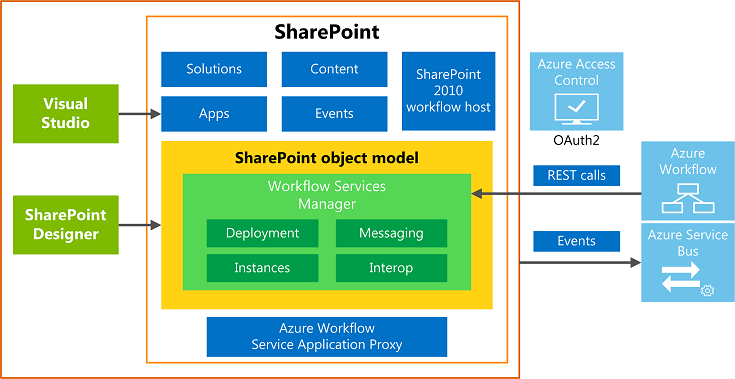 SharePoint
Solutions
Content
SharePoint
2010
workflow host
Apps
Events
Visual
Studio
SharePoint
Designer
SharePoint object model
Workflow Services
Manager
Deployment
Messaging
Instances
Interop
Azure Workflow
Service Application Proxy
Azure Access
Control
OAuth2
REST calls
Azure
Workflow
Events
Azure Service
Bus